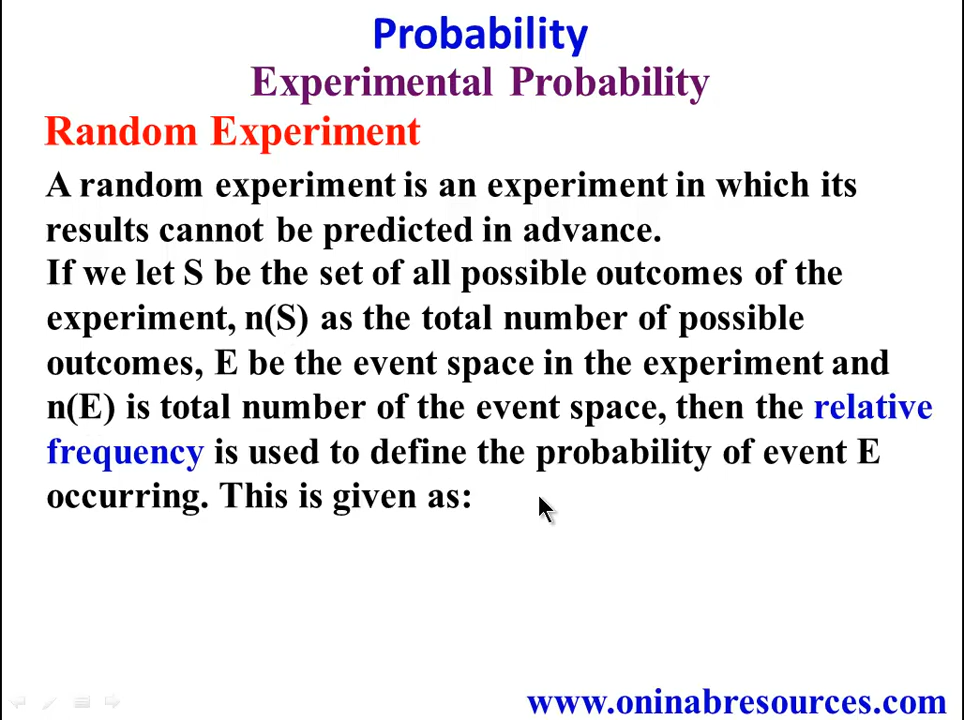 Probability
Experimental Probability
Random Experiment
A random experiment is an experiment in which its
results cannot be predicted in advance.
If we let S be the set of all possible outcomes of the
experiment, n(S) as the total number of possible
outcomes, E be the event space in the experiment and
n(E) is total number of the event space, then the relative
frequency is used to define the probability of event E
occurring. This is given as:
www.oninabresources.com